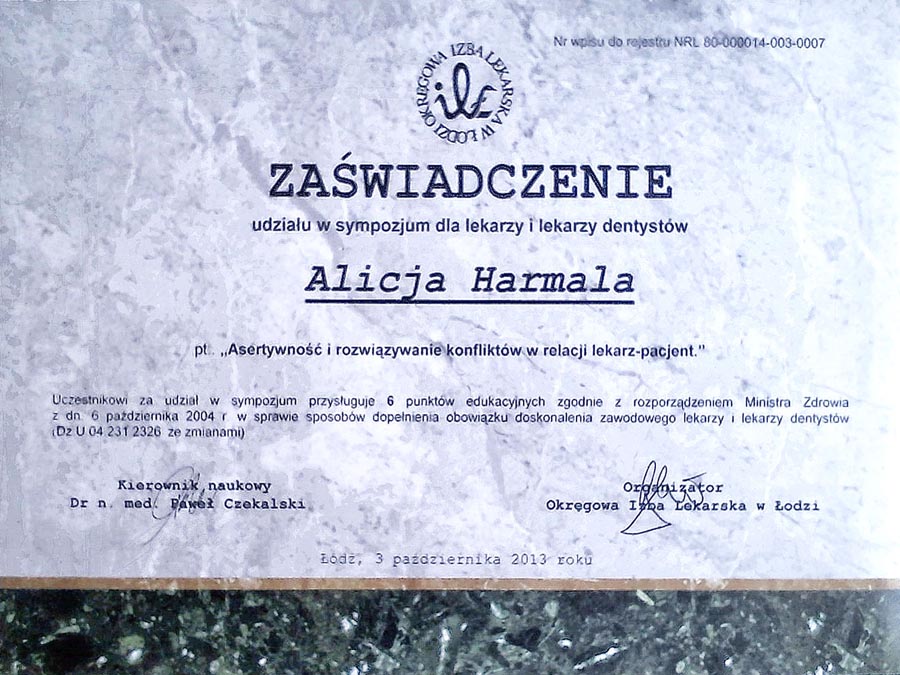 Nr wpisu do rejestru NRL 80-000014-003-0007
OKRĘGOWA IZBA LEKARSKA W ŁODZI
ZAŚWIADCZENIE
udziału w sympozjum dla lekarzy i lekarzy dentystów
Alicja Harmala
pt. „Asertywność i rozwiązywanie konfliktów w relacji lekarz-pacjent.”
Uczestnikowi za udział w sympozjum przysługuje 6 punktów edukacyjnych zgodnie z rozporządzeniem Ministra Zdrowia
z dn. 6 października 2004 r w sprawie sposobów dopełnienia obowiązku doskonalenia zawodowego lekarzy i lekarzy dentystów
(Dz U 04 231 2326 ze zmianami)
Kierownik naukowy
Dr n. med. Paweł Czekalski
Organizator
Okręgowa Izba Lekarska w Łodzi
Łódź, 3 października 2013 roku